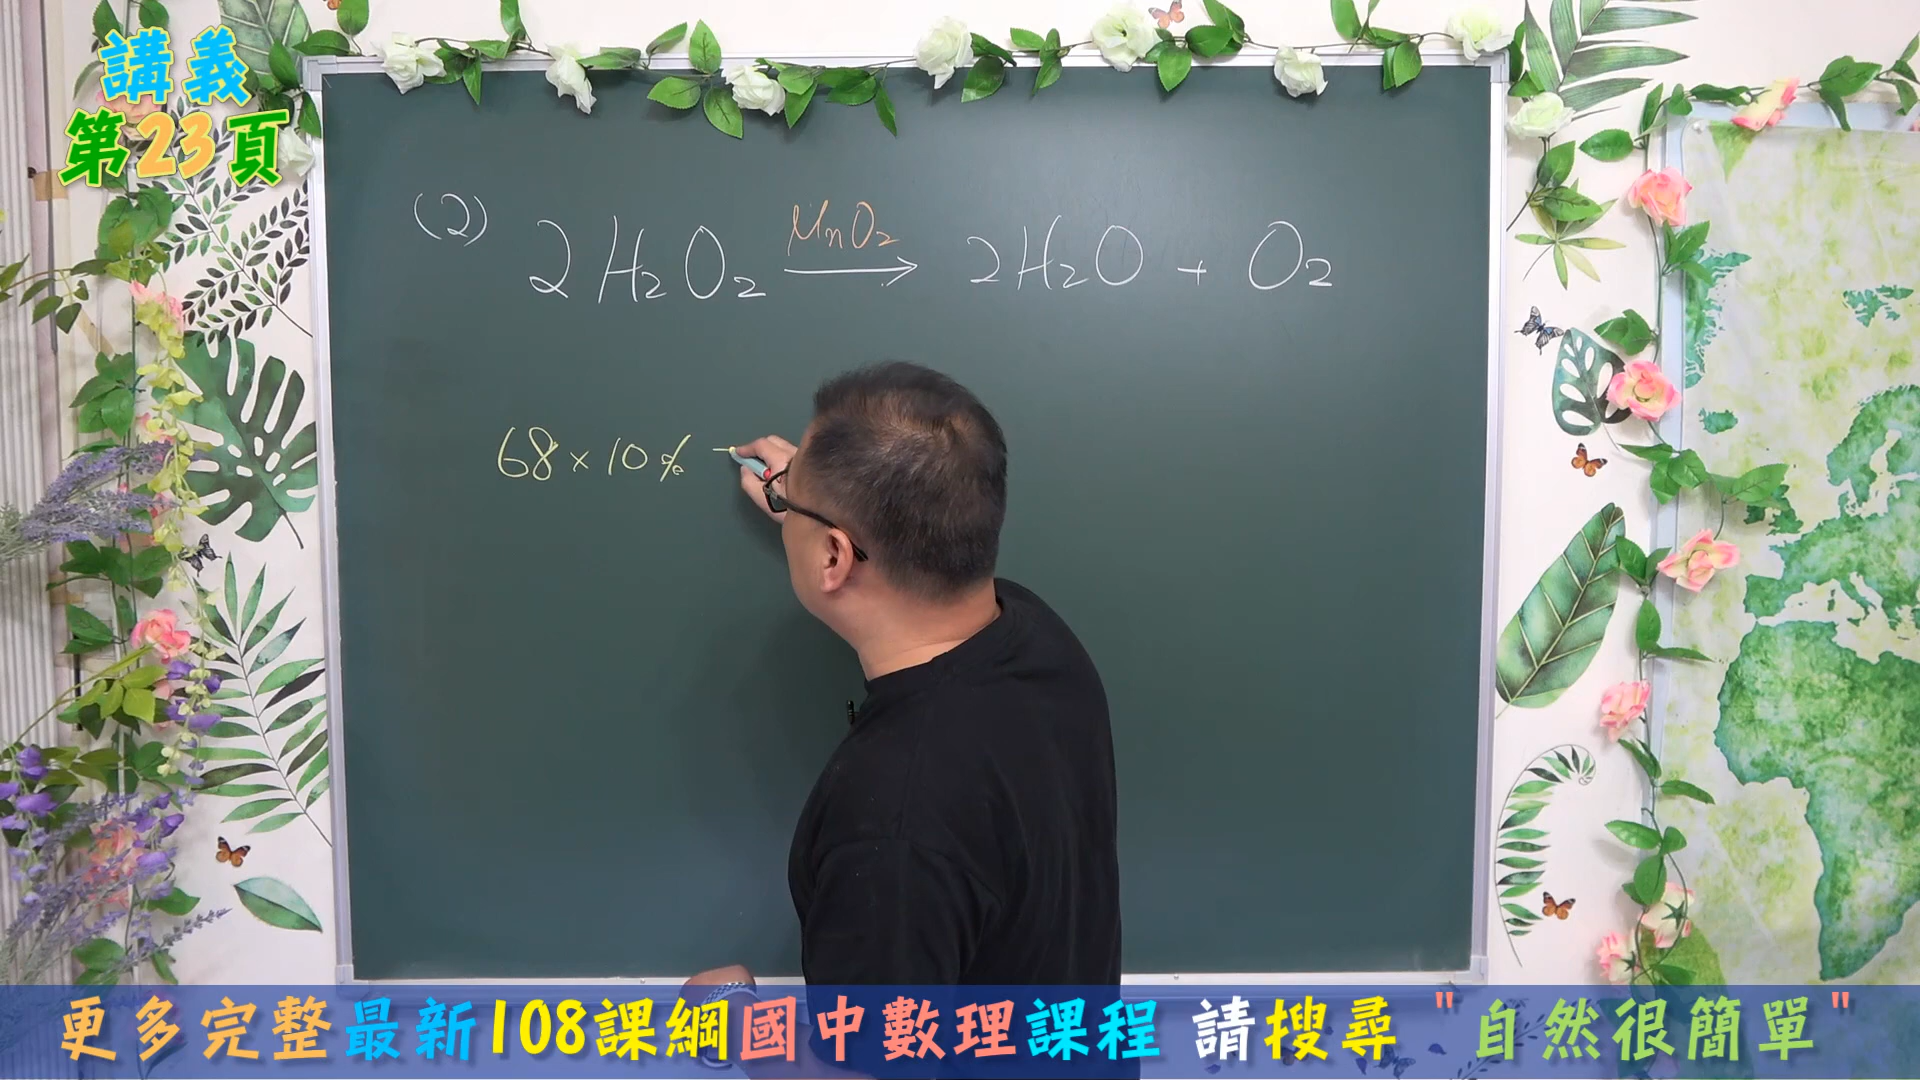 講義
第23頁
(2) 2H₂O₂ MnO₂ → 2H₂O + O₂
68×10%
更多完整最新108課綱國中數理課程 請搜尋 "自然很簡單"